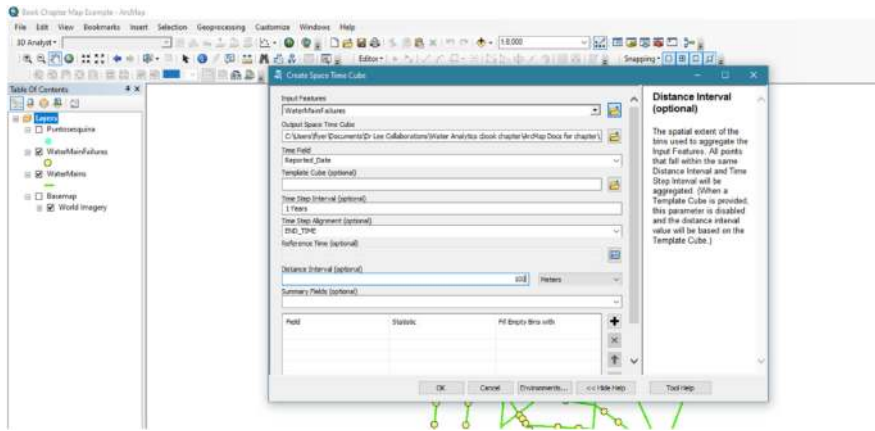 Book Chapter Map Example - ArcMap
File Edit View Bookmarks Insert Selection Geoprocessing Customize Windows Help
3D Analyst
1:8,000
Editor
Snapping
Create Space Time Cube
Table Of Contents
Layers
WaterMainFailures
WaterMains
Basemap
World Imagery
Input Features
WaterMainFailures
Output Space Time Cube
Time Field
Reported_Date
Template Cube (optional)
Time Step Interval (optional)
1 Years
Time Step Alignment (optional)
END_TIME
Reference Time (optional)
Distance Interval (optional)
Meters
Summary Fields (optional)
Field Statistic Fill Empty Bins with
OK Cancel Environments... << Hide Help Tool Help
Distance Interval
(optional)
The spatial extent of the
bins used to aggregate the
Input Features. All points
that fall within the same
Distance Interval and Time
Step Interval will be
aggregated. (When a
Template Cube is provided,
this parameter is disabled
and the distance interval
value will be based on the
Template Cube.)